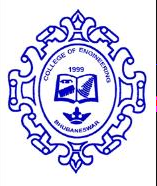 COLLEGE OF ENGINEERING
1999
BHUBANESWAR